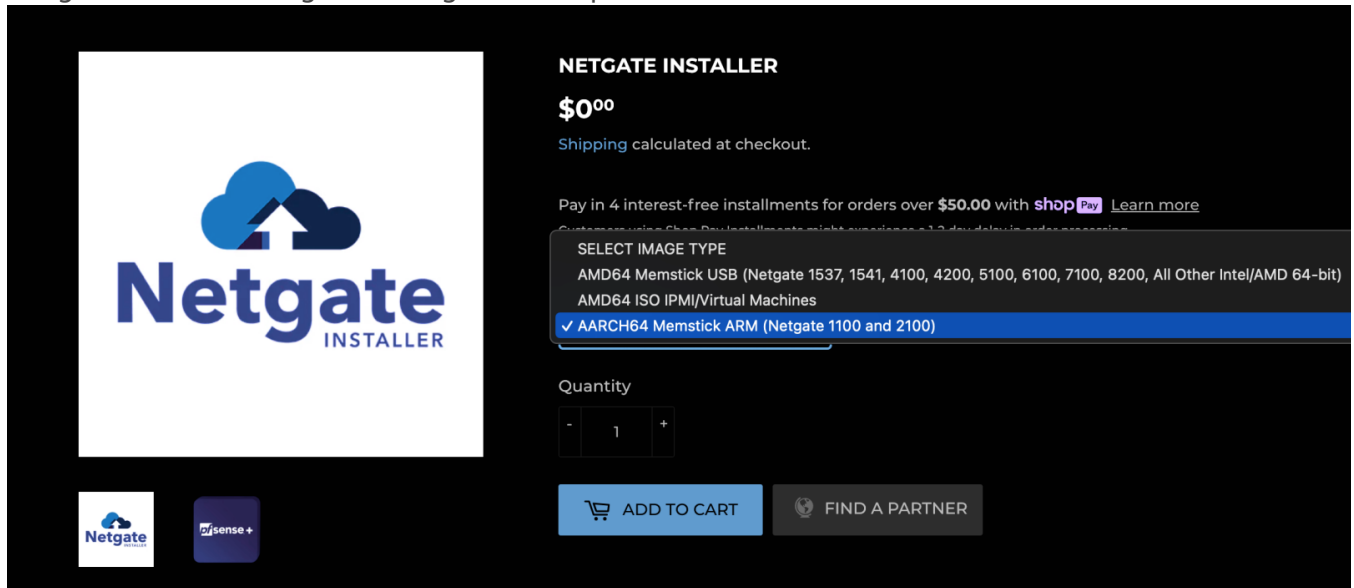 NETGATE INSTALLER
$0⁰⁰
Shipping calculated at checkout.
Pay in 4 interest-free installments for orders over $50.00 with shop Pay Learn more
SELECT IMAGE TYPE
AMD64 Memstick USB (Netgate 1537, 1541, 4100, 4200, 5100, 6100, 7100, 8200, All Other Intel/AMD 64-bit)
AMD64 ISO IPMI/Virtual Machines
✓ AARCH64 Memstick ARM (Netgate 1100 and 2100)
Netgate
INSTALLER
Quantity
- 1 +
ADD TO CART
FIND A PARTNER
Netgate
INSTALLER
pfsense+